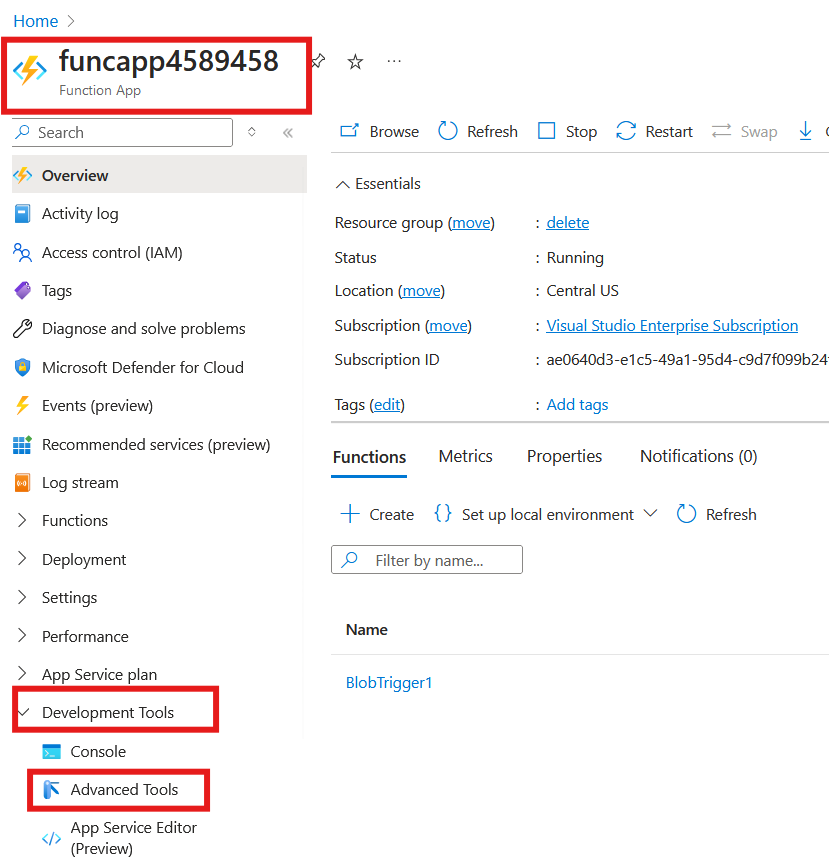 Home
funcapp4589458
Function App
Search
Browse Refresh Stop Restart Swap
Overview
Activity log
Access control (IAM)
Tags
Diagnose and solve problems
Microsoft Defender for Cloud
Events (preview)
Recommended services (preview)
Log stream
Functions
Deployment
Settings
Performance
App Service plan
Development Tools
Console
Advanced Tools
App Service Editor
(Preview)
Essentials
Resource group (move) : delete
Status : Running
Location (move) : Central US
Subscription (move) : Visual Studio Enterprise Subscription
Subscription ID : ae0640d3-e1c5-49a1-95d4-c9d7f099b24
Tags (edit) : Add tags
Functions Metrics Properties Notifications (0)
Create {} Set up local environment Refresh
Filter by name...
Name
BlobTrigger1